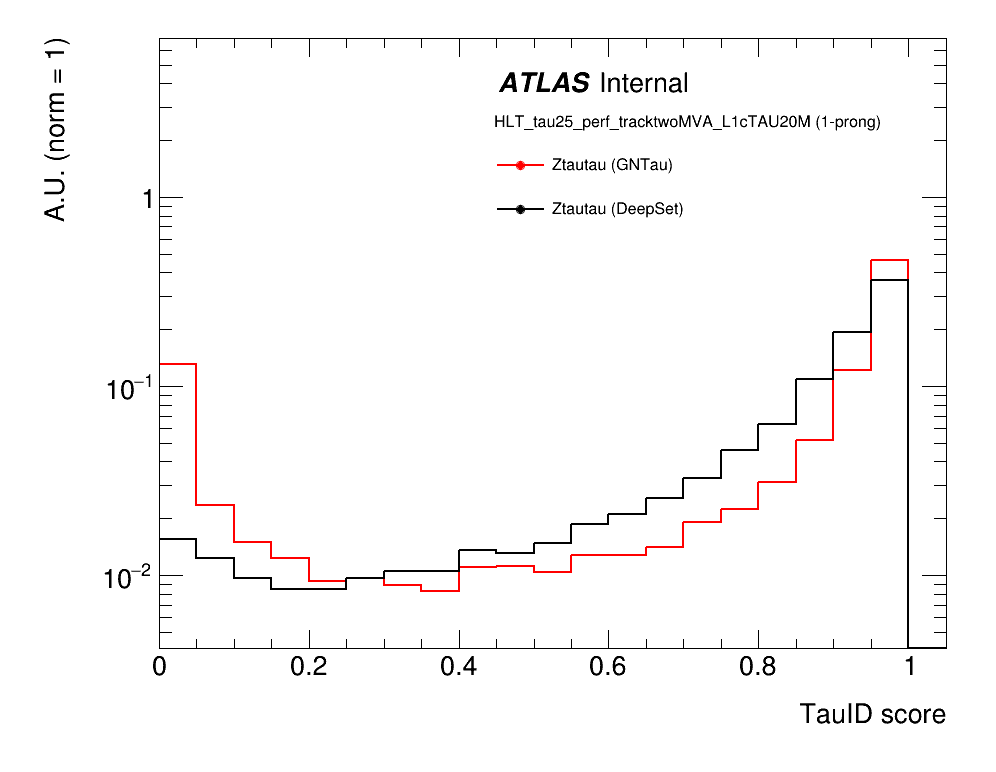 A.U. (norm = 1)
ATLAS Internal
HLT_tau25_perf_tracktwoMVA_L1cTAU20M (1-prong)
Ztautau (GNTau)
Ztautau (DeepSet)
1
10⁻¹
10⁻²
0 0.2 0.4 0.6 0.8 1
TauID score